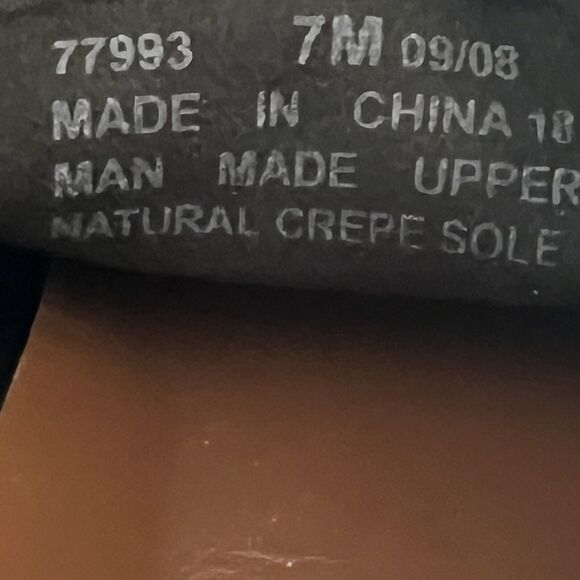 77993 7M 09/08
MADE IN CHINA 18
MAN MADE UPPER
NATURAL CREPE SOLE